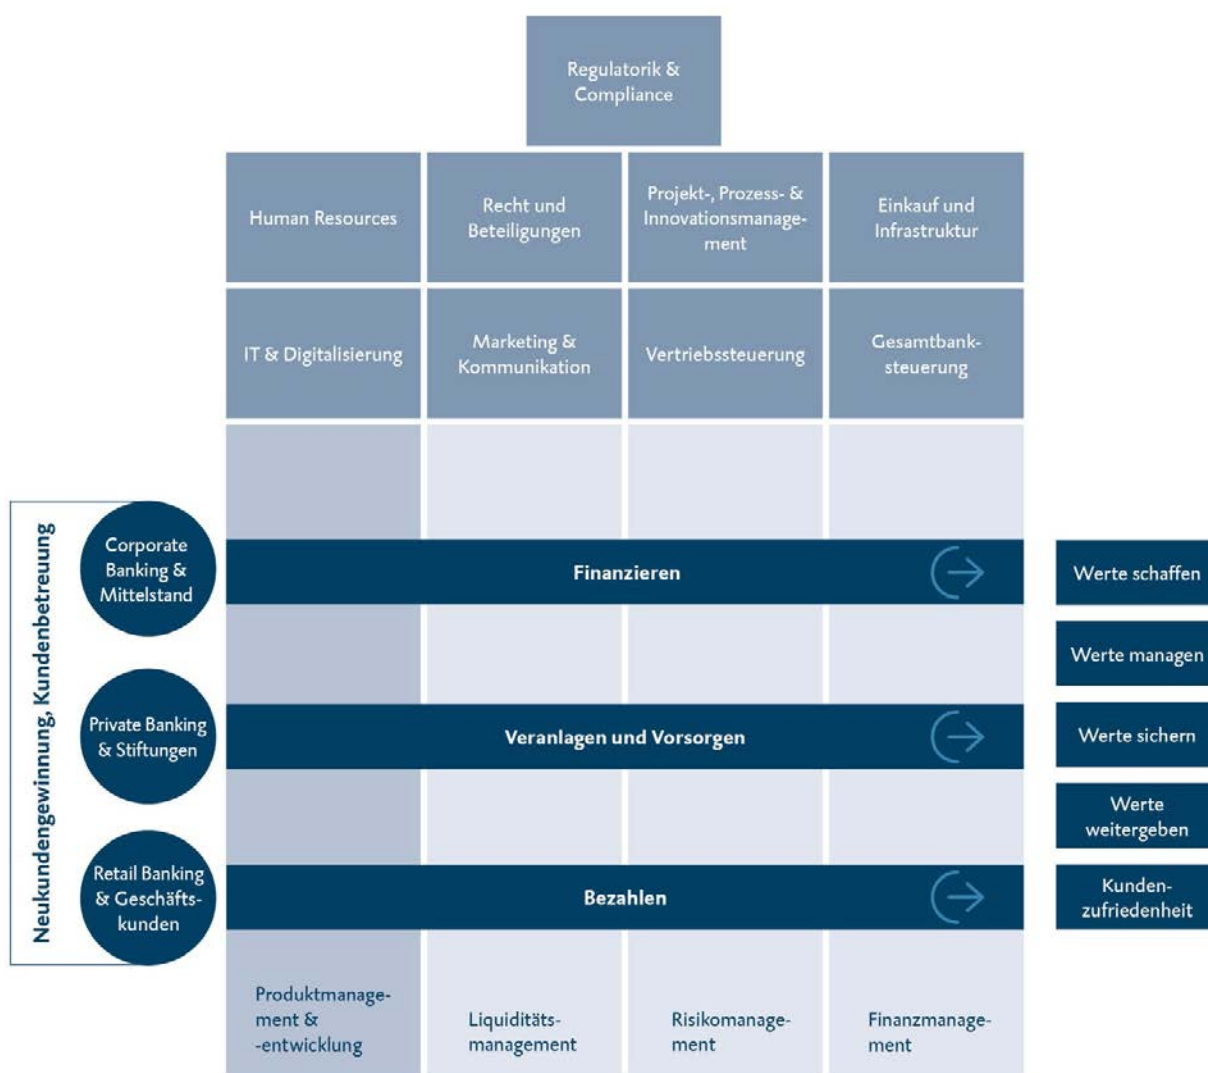 Regulatorik &
Compliance
Human Resources
Recht und
Beteiligungen
Projekt-, Prozess- &
Innovationsmanage-
ment
Einkauf und
Infrastruktur
IT & Digitalisierung
Marketing &
Kommunikation
Vertriebssteuerung
Gesamtbank-
steuerung
Neukundengewinnung, Kundenbetreuung
Corporate
Banking &
Mittelstand
Finanzieren
Werte schaffen
Werte managen
Private Banking
& Stiftungen
Veranlagen und Vorsorgen
Werte sichern
Werte
weitergeben
Retail Banking
& Geschäfts-
kunden
Bezahlen
Kunden-
zufriedenheit
Produktmanage-
ment &
-entwicklung
Liquiditäts-
management
Risikomanage-
ment
Finanzmanage-
ment